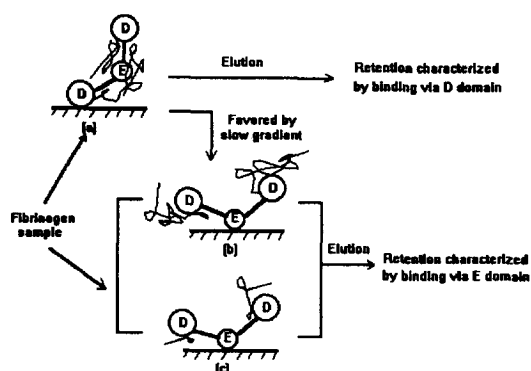 D
E
D
[a]
Elution
Retention characterized
by binding via D domain
Favored by
slow gradient
Fibrinogen
sample
D
D
E
[b]
Elution
Retention characterized
by binding via E domain
D
D
E
[c]